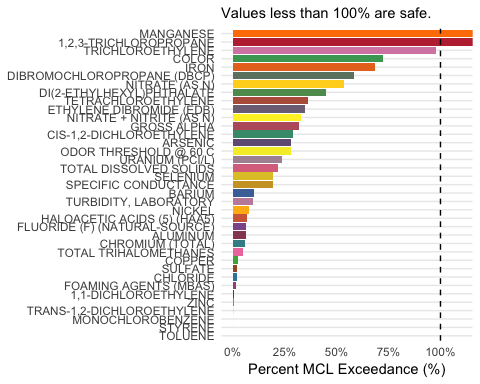 Values less than 100% are safe.
MANGANESE
1,2,3-TRICHLOROPROPANE
TRICHLOROETHYLENE
COLOR
IRON
DIBROMOCHLOROPROPANE (DBCP)
NITRATE (AS N)
DI(2-ETHYLHEXYL)PHTHALATE
TETRACHLOROETHYLENE
ETHYLENE DIBROMIDE (EDB)
NITRATE + NITRITE (AS N)
GROSS ALPHA
CIS-1,2-DICHLOROETHYLENE
ARSENIC
ODOR THRESHOLD @ 60 C
URANIUM (PCI/L)
TOTAL DISSOLVED SOLIDS
SELENIUM
SPECIFIC CONDUCTANCE
BARIUM
TURBIDITY, LABORATORY
NICKEL
HALOACETIC ACIDS (5) (HAA5)
FLUORIDE (F) (NATURAL-SOURCE)
ALUMINUM
CHROMIUM (TOTAL)
TOTAL TRIHALOMETHANES
COPPER
SULFATE
CHLORIDE
FOAMING AGENTS (MBAS)
1,1-DICHLOROETHYLENE
ZINC
TRANS-1,2-DICHLOROETHYLENE
MONOCHLOROBENZENE
STYRENE
TOLUENE
0% 25% 50% 75% 100%
Percent MCL Exceedance (%)